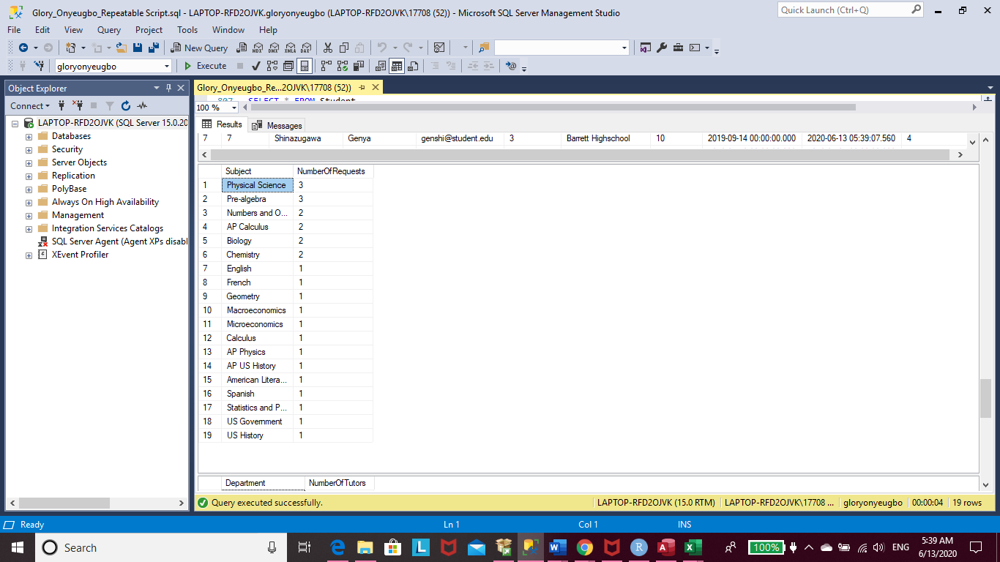 Glory_Onyeugbo_Repeatable Script.sql - LAPTOP-RFD2OJVK.gloryonyeugbo (LAPTOP-RFD2OJVK\17708 (52)) - Microsoft SQL Server Management Studio
Quick Launch (Ctrl+Q)
File Edit View Query Project Tools Window Help
New Query MDX DMX XMLA DAX
gloryonyeugbo Execute
Object Explorer
Connect
LAPTOP-RFD2OJVK (SQL Server 15.0.20
Databases
Security
Server Objects
Replication
PolyBase
Always On High Availability
Management
Integration Services Catalogs
SQL Server Agent (Agent XPs disabl
XEvent Profiler
Glory_Onyeugbo_Re...2OJVK\17708 (52))
807 SELECT * FROM Student
100 %
Results Messages
7 7 Shinazugawa Genya genshi@student.edu 3 Barrett Highschool 10 2019-09-14 00:00:00.000 2020-06-13 05:39:07.560 4
Subject NumberOfRequests
1 Physical Science 3
2 Pre-algebra 3
3 Numbers and O... 2
4 AP Calculus 2
5 Biology 2
6 Chemistry 2
7 English 1
8 French 1
9 Geometry 1
10 Macroeconomics 1
11 Microeconomics 1
12 Calculus 1
13 AP Physics 1
14 AP US History 1
15 American Litera... 1
16 Spanish 1
17 Statistics and P... 1
18 US Government 1
19 US History 1
Department NumberOfTutors
Query executed successfully. LAPTOP-RFD2OJVK (15.0 RTM) LAPTOP-RFD2OJVK\17708 ... gloryonyeugbo 00:00:04 19 rows
Ready Ln 1 Col 1 INS
Search
100% ENG
5:39 AM
6/13/2020